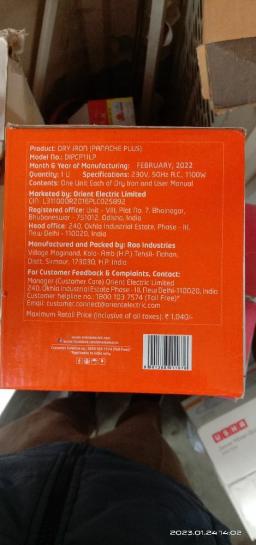 Product: DRY IRON (PANACHE PLUS)
Model No.: DIPCP11LP
Month & Year of Manufacturing: FEBRUARY, 2022
Quantity: 1 U Specifications: 230V, 50Hz A.C, 1100W
Contents: One Unit Each of Dry Iron and User Manual
Marketed by: Orient Electric Limited
CIN: L311000R2016PLC025892
Registered office: Unit - VIII, Plot No. 7, Bhoinagar,
Bhubaneswar - 751012, Odisha, India
Head office: 240, Okhla Industrial Estate, Phase - III,
New Delhi - 110020, India
Manufactured and Packed by: Rao Industries
Village Moginand, Kala- Amb (H.P.) Tehsil- Nahan,
Distt. Sirmour, 173030, H.P. India
For Customer Feedback & Complaints, Contact:
Manager (Customer Care) Orient Electric Limited
240, Okhla Industrial Estate Phase- III, New Delhi-110020, India
Customer helpline no.: 1800 103 7574 (Toll Free)*
Email: customer.connect@orientelectric.com
Maximum Retail Price (inclusive of all taxes): ₹ 1,040/-
USHA
2023.01.24 14:02